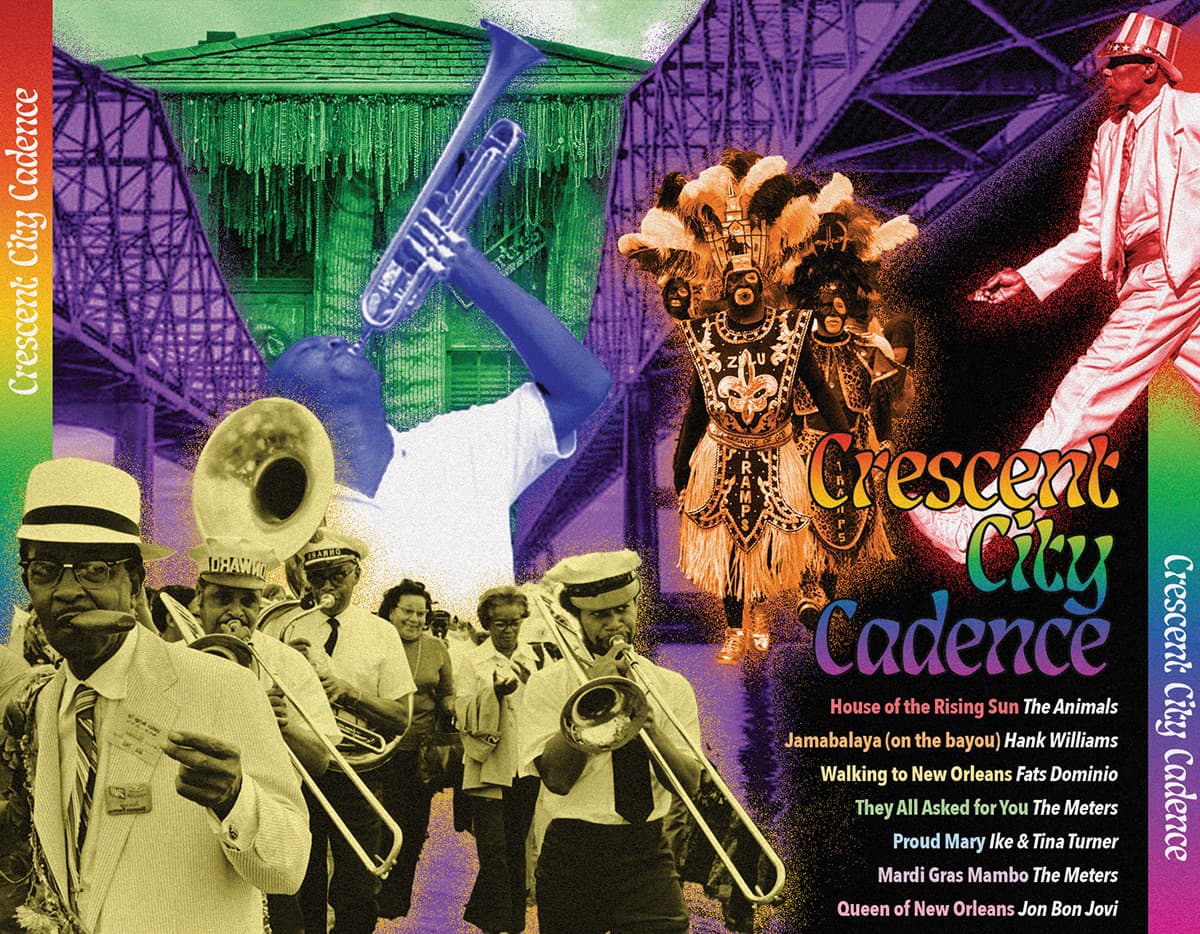 Crescent City Cadence
ZULU
TRAMPS
Crescent
City
Cadence
House of the Rising Sun The Animals
Jamabalaya (on the bayou) Hank Williams
Walking to New Orleans Fats Dominio
They All Asked for You The Meters
Proud Mary Ike & Tina Turner
Mardi Gras Mambo The Meters
Queen of New Orleans Jon Bon Jovi
Crescent City Cadence